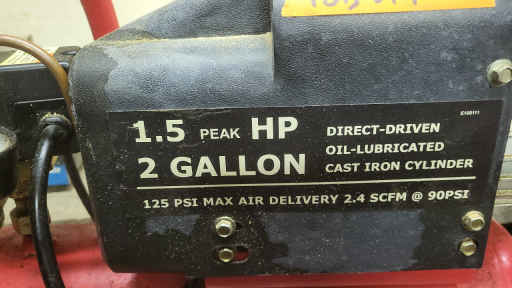 1.5 PEAK HP
2 GALLON
DIRECT-DRIVEN
OIL-LUBRICATED
CAST IRON CYLINDER
125 PSI MAX AIR DELIVERY 2.4 SCFM @ 90PSI